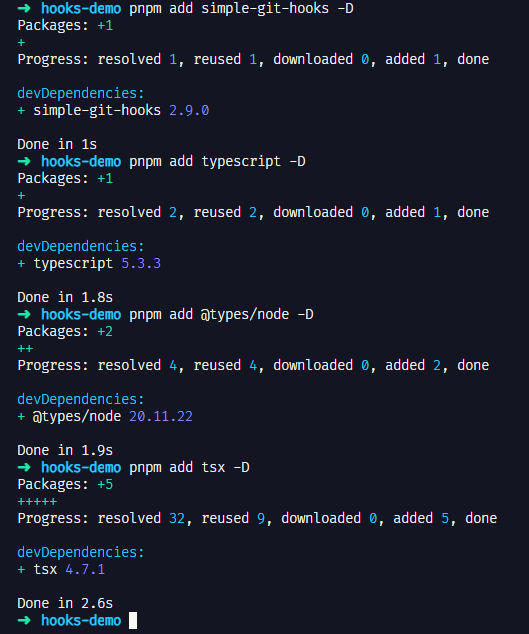 ➜ hooks-demo pnpm add simple-git-hooks -D
Packages: +1
+
Progress: resolved 1, reused 1, downloaded 0, added 1, done
devDependencies:
+ simple-git-hooks 2.9.0
Done in 1s
➜ hooks-demo pnpm add typescript -D
Packages: +1
+
Progress: resolved 2, reused 2, downloaded 0, added 1, done
devDependencies:
+ typescript 5.3.3
Done in 1.8s
➜ hooks-demo pnpm add @types/node -D
Packages: +2
++
Progress: resolved 4, reused 4, downloaded 0, added 2, done
devDependencies:
+ @types/node 20.11.22
Done in 1.9s
➜ hooks-demo pnpm add tsx -D
Packages: +5
+++++
Progress: resolved 32, reused 9, downloaded 0, added 5, done
devDependencies:
+ tsx 4.7.1
Done in 2.6s
➜ hooks-demo